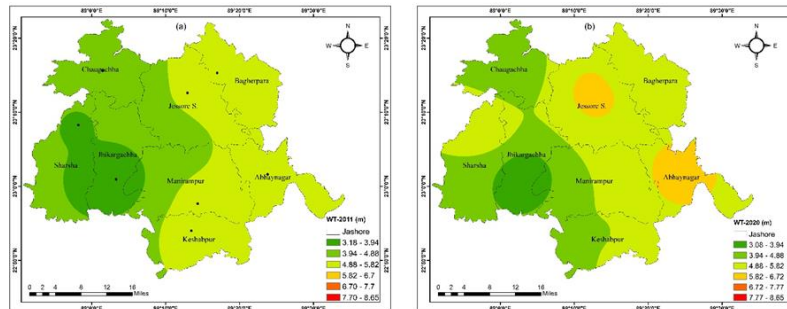 (a)
N
W E
S
Chaugachha
Bagherpara
Jessore S.
Jhikargachha
Sharsha
Manirampur
Abhaynagar
Keshabpur
WT-2011 (m)
Jashore
3.18 - 3.94
3.94 - 4.88
4.88 - 5.82
5.82 - 6.7
6.70 - 7.7
7.70 - 8.65
0 2 4 8 12 16
Miles
(b)
N
W E
S
Chaugachha
Bagherpara
Jessore S.
Jhikargachha
Sharsha
Manirampur
Abhaynagar
Keshabpur
WT-2020 (m)
Jashore
3.08 - 3.94
3.94 - 4.88
4.88 - 5.82
5.82 - 6.72
6.72 - 7.77
7.77 - 8.65
0 2 4 8 12 16
Miles